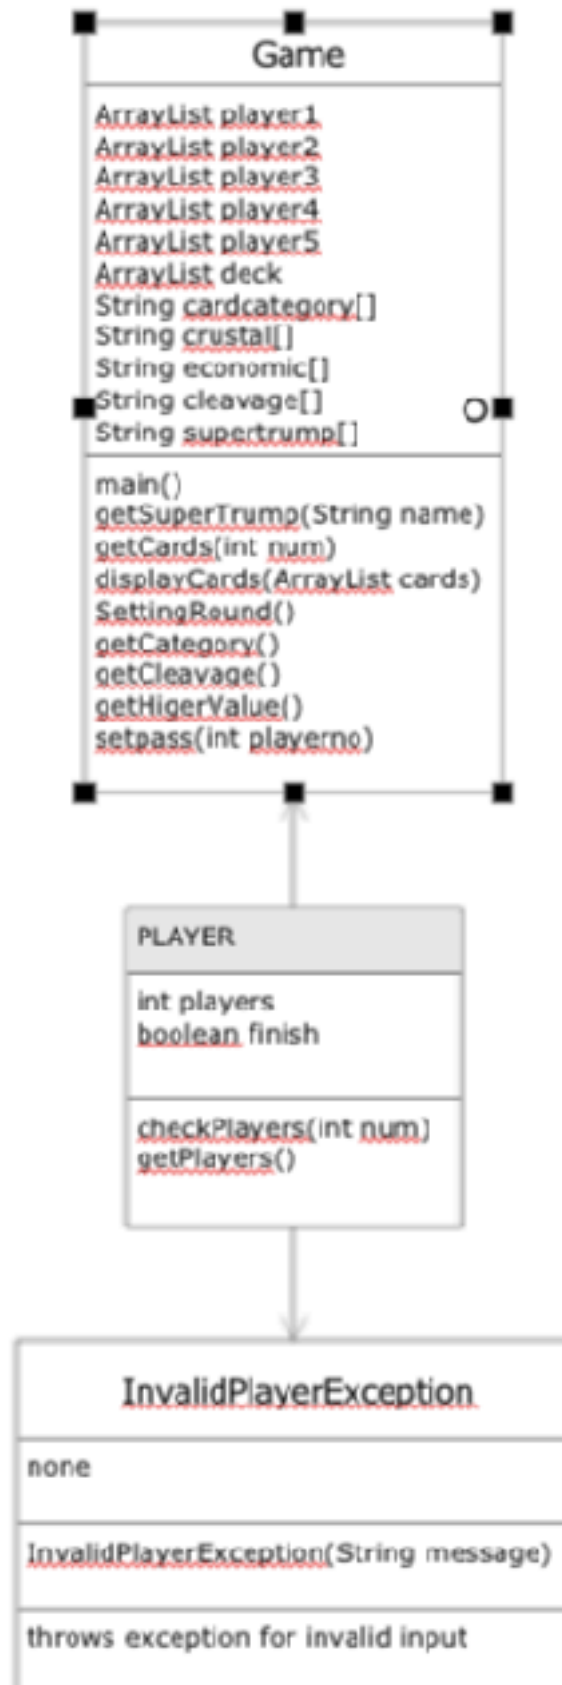 Game
ArrayList player1
ArrayList player2
ArrayList player3
ArrayList player4
ArrayList player5
ArrayList deck
String cardcategory[]
String crustal[]
String economic[]
String cleavage[]
String supertrump[]
main()
getSuperTrump(String name)
getCards(int num)
displayCards(ArrayList cards)
SettingRound()
getCategory()
getCleavage()
getHigerValue()
setpass(int playerno)
PLAYER
int players
boolean finish
checkPlayers(int num)
getPlayers()
InvalidPlayerException
none
InvalidPlayerException(String message)
throws exception for invalid input